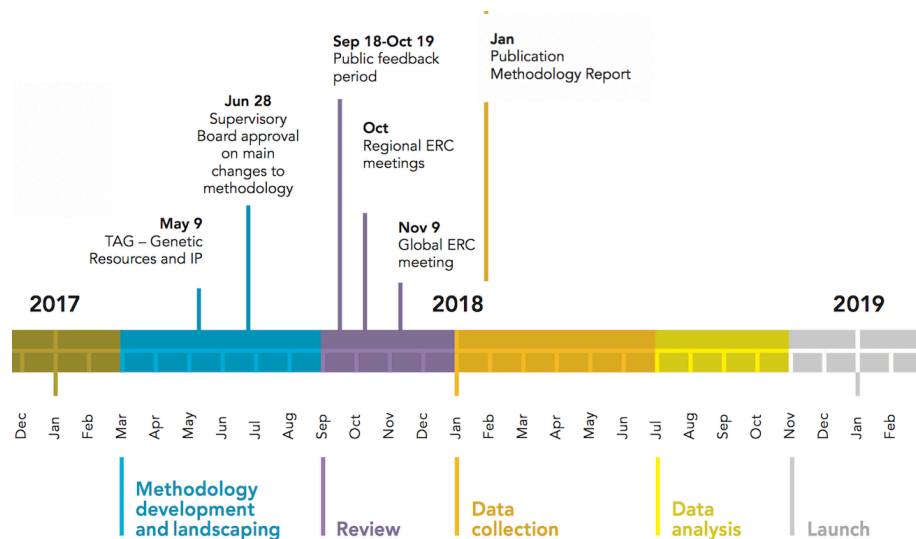 Sep 18-Oct 19
Public feedback
period
Jan
Publication
Methodology Report
Jun 28
Supervisory
Board approval
on main
changes to
methodology
Oct
Regional ERC
meetings
May 9
TAG – Genetic
Resources and IP
Nov 9
Global ERC
meeting
2017
2018
2019
Dec
Jan
Feb
Mar
Apr
May
Jun
Jul
Aug
Sep
Oct
Nov
Dec
Jan
Feb
Mar
Apr
May
Jun
Jul
Aug
Sep
Oct
Nov
Dec
Jan
Feb
Methodology
development
and landscaping
Review
Data
collection
Data
analysis
Launch